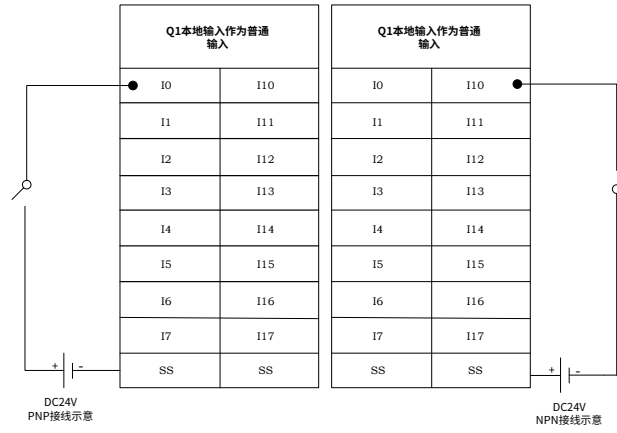 Q1本地输入作为普通
输入
I0 I10
I1 I11
I2 I12
I3 I13
I4 I14
I5 I15
I6 I16
I7 I17
SS SS
+ -
DC24V
PNP接线示意
Q1本地输入作为普通
输入
I0 I10
I1 I11
I2 I12
I3 I13
I4 I14
I5 I15
I6 I16
I7 I17
SS SS
+ -
DC24V
NPN接线示意